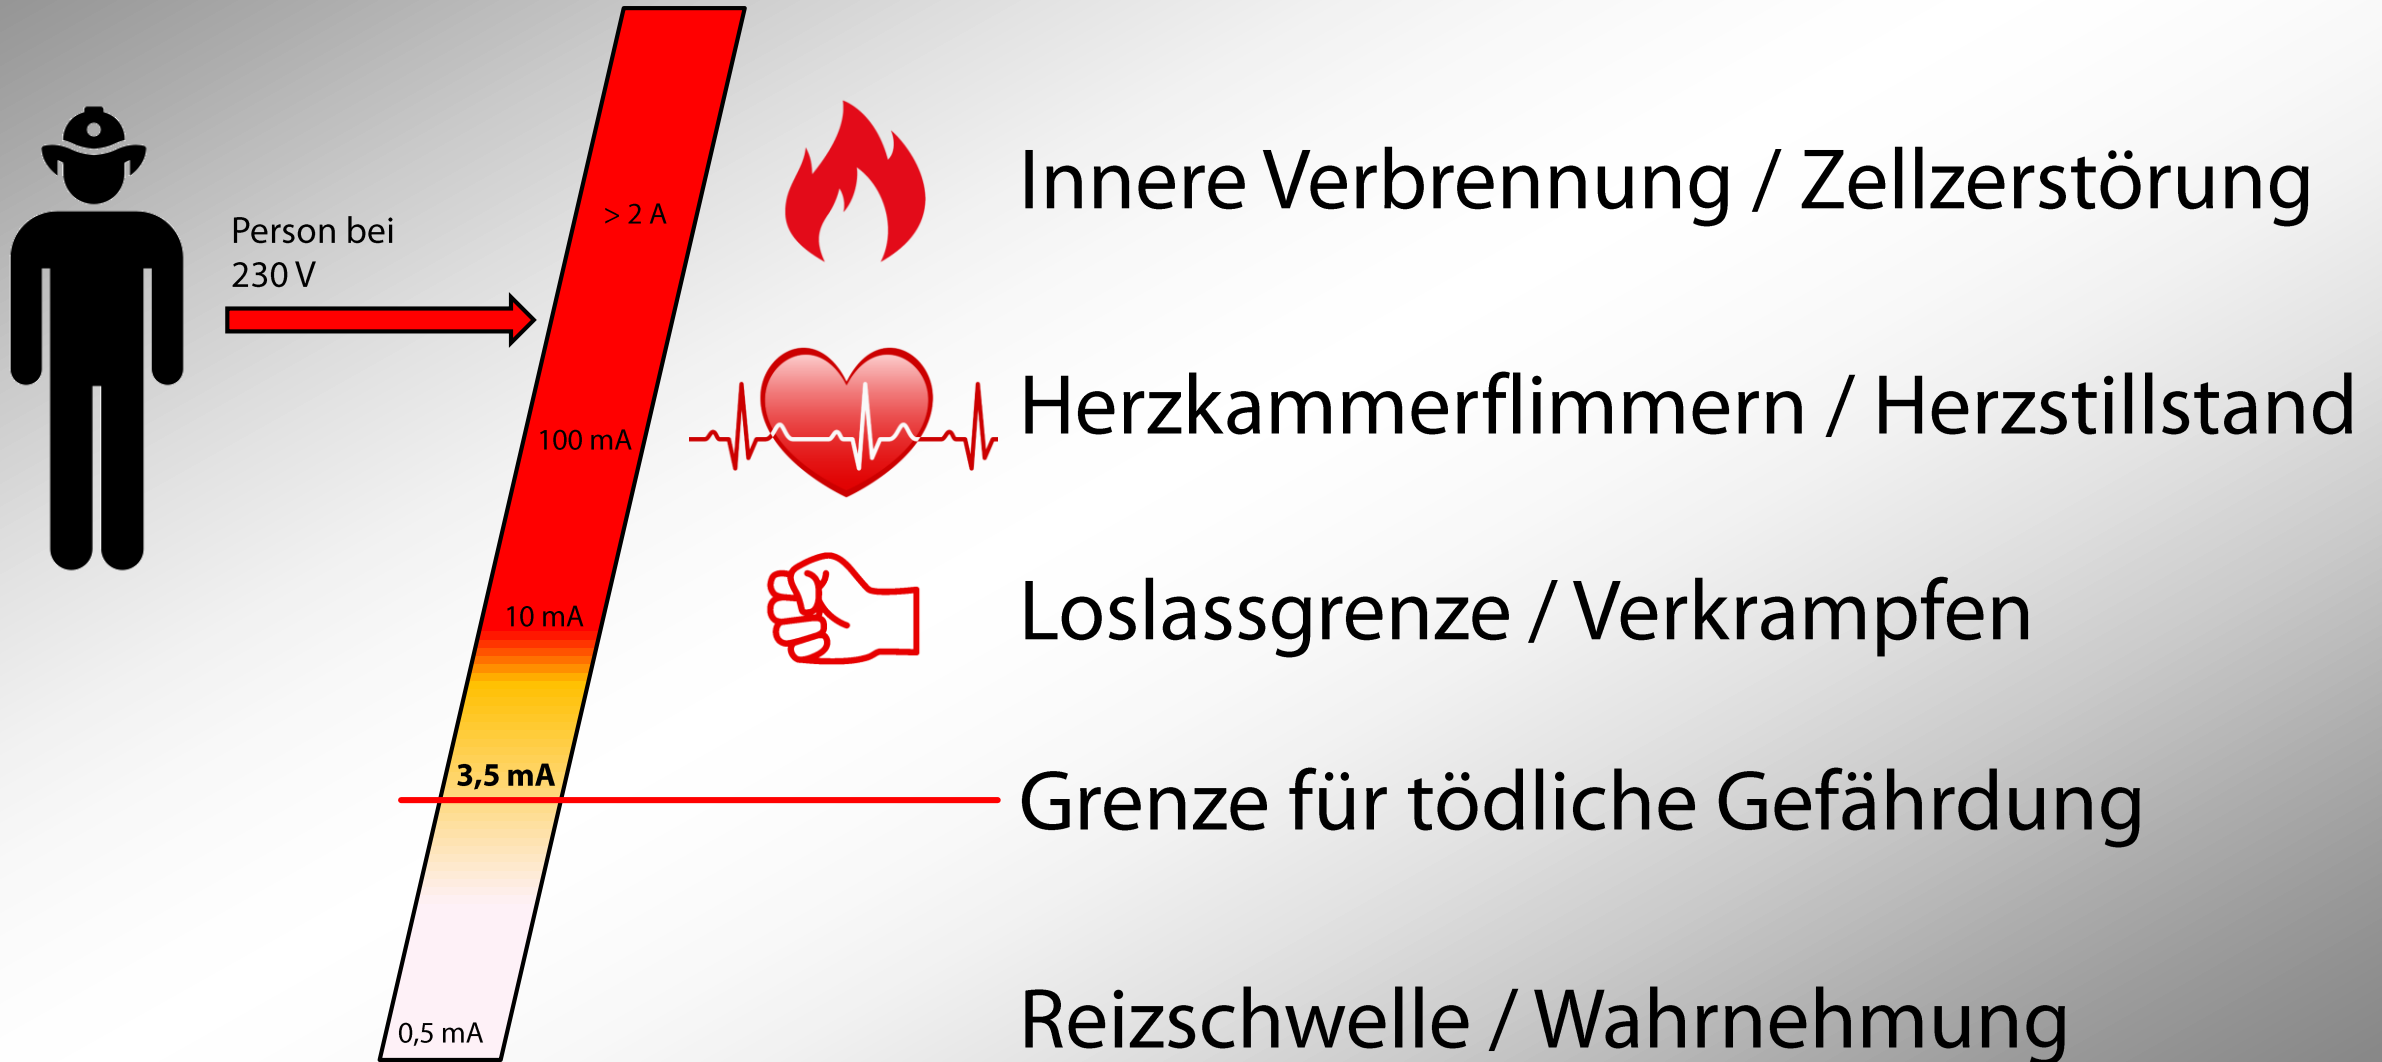 Person bei
230 V
> 2 A
Innere Verbrennung / Zellzerstörung
100 mA
Herzkammerflimmern / Herzstillstand
10 mA
Loslassgrenze / Verkrampfen
3,5 mA
Grenze für tödliche Gefährdung
0,5 mA
Reizschwelle / Wahrnehmung